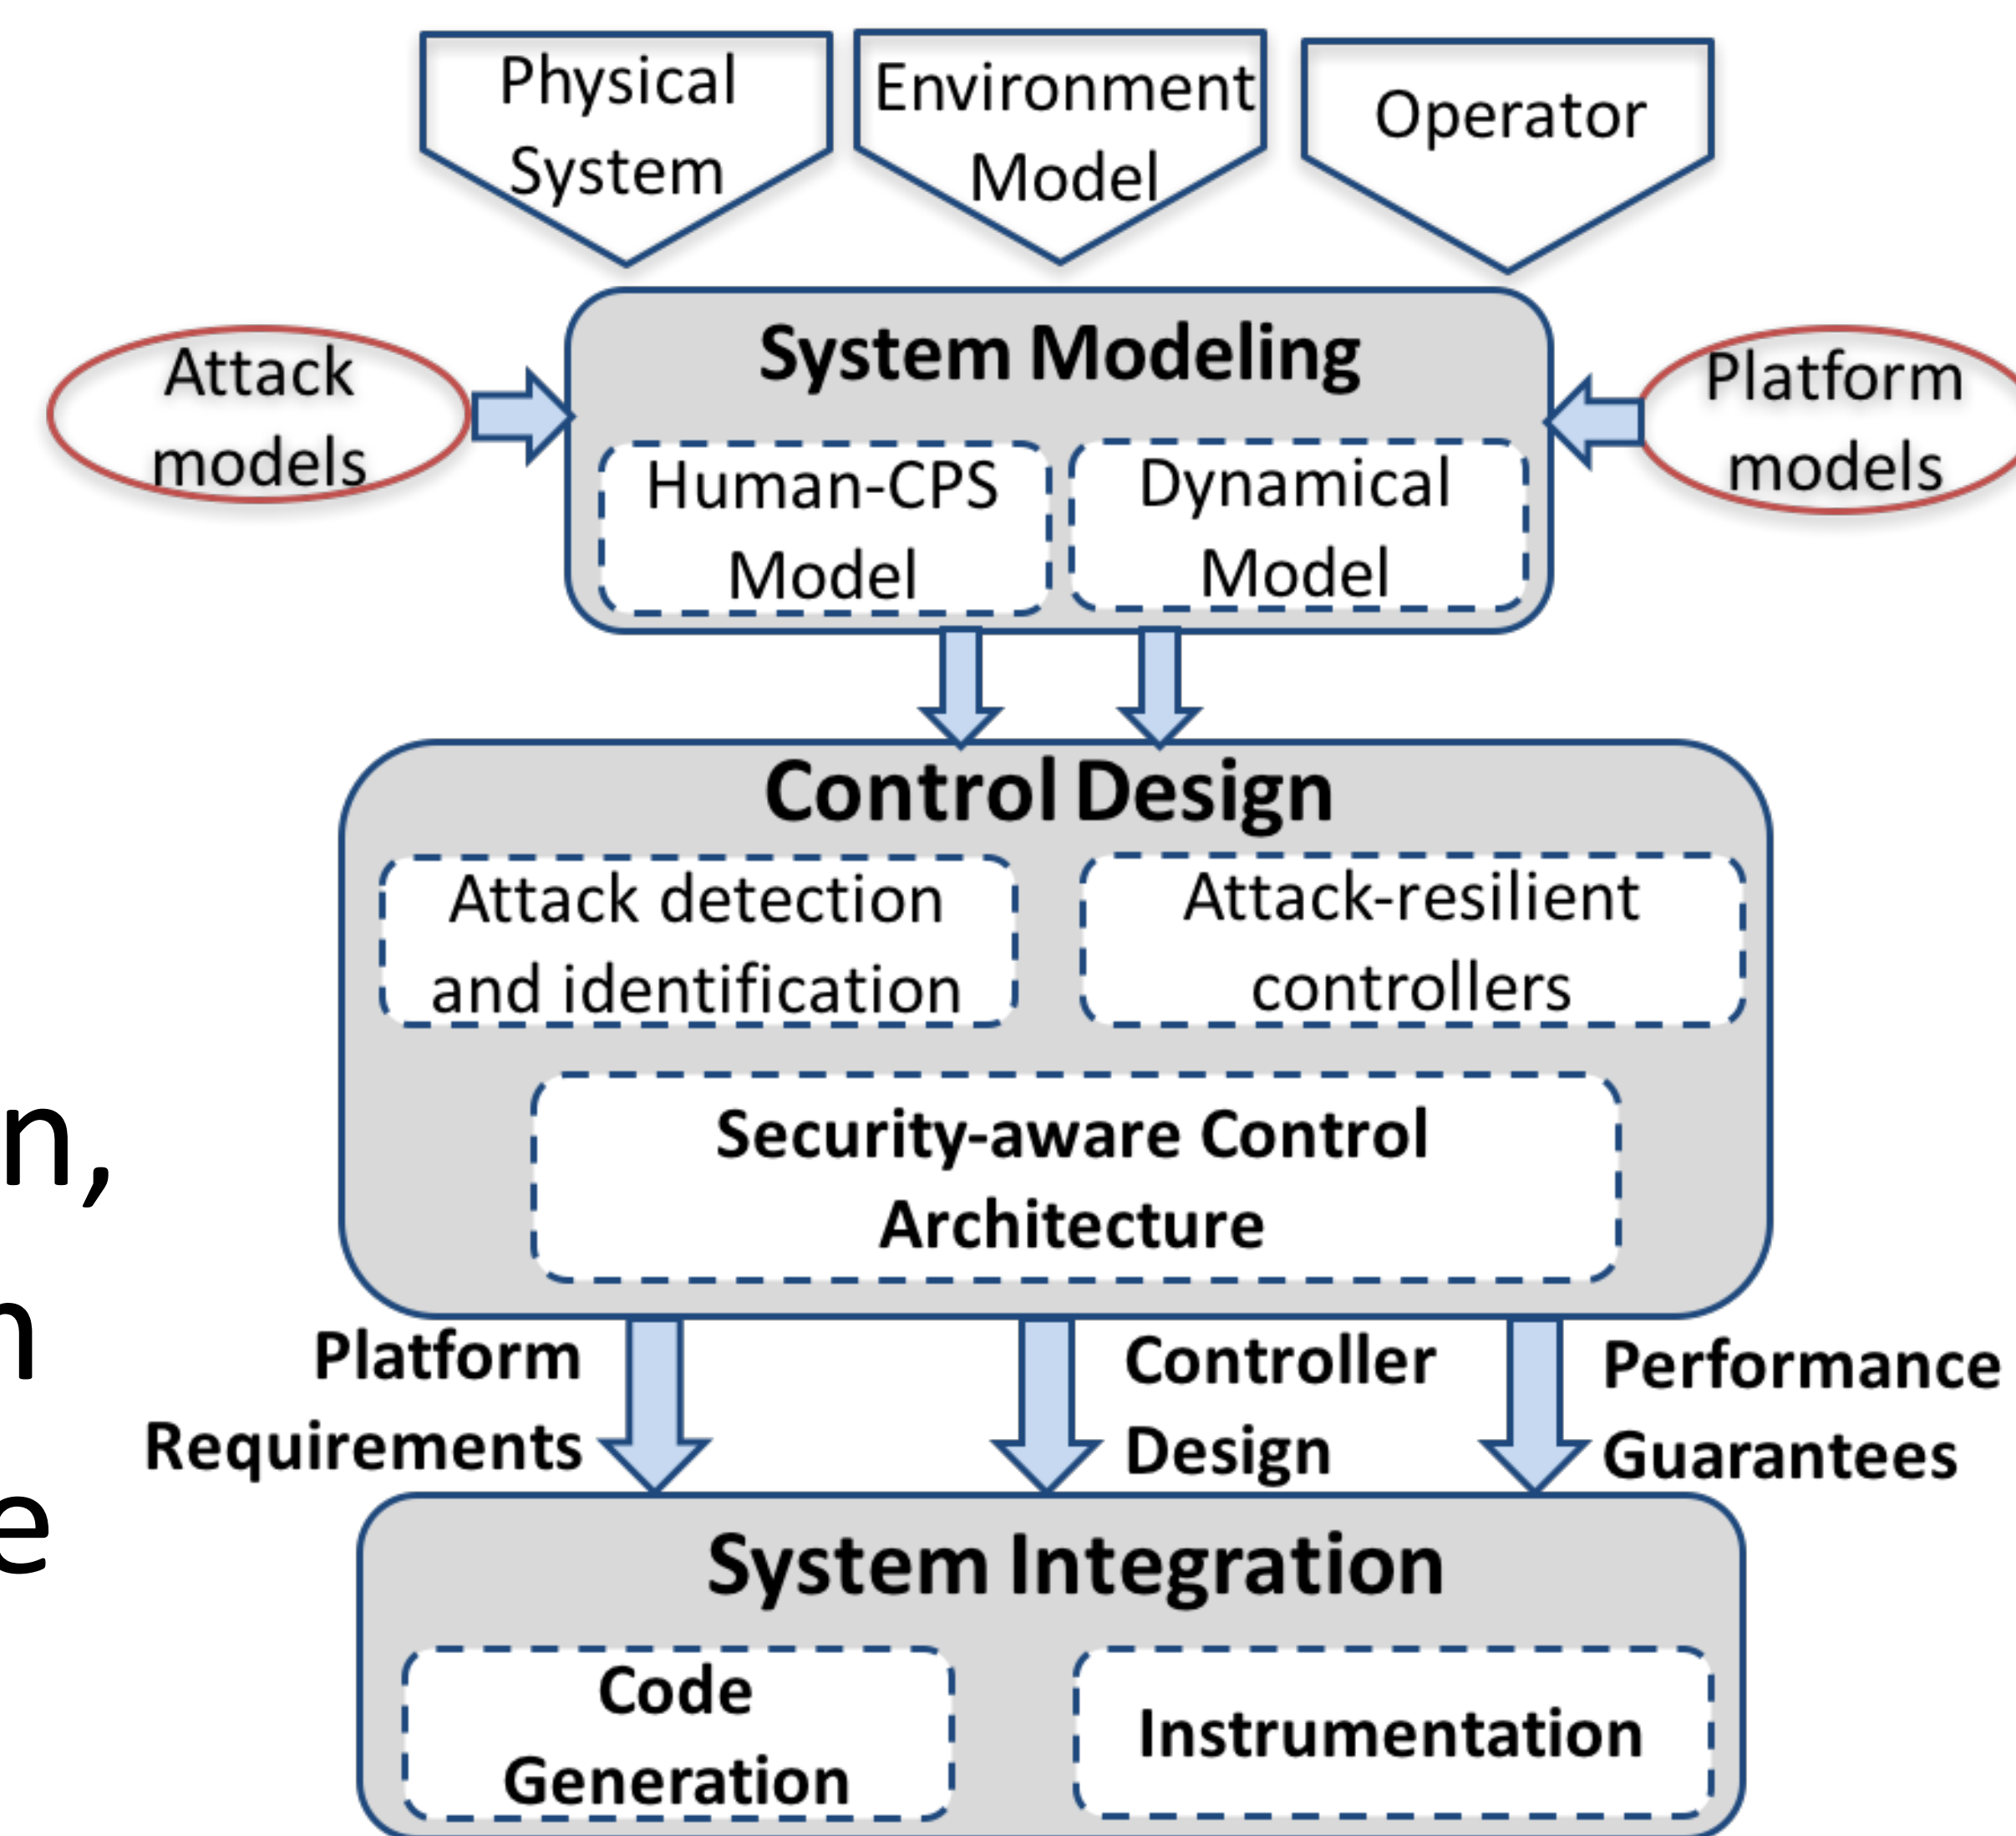 Physical
System
Environment
Model
Operator
Attack
models
System Modeling
Platform
models
Human-CPS
Model
Dynamical
Model
Control Design
Attack detection
and identification
Attack-resilient
controllers
Security-aware Control
Architecture
n,
n
e
Platform
Requirements
Controller
Design
Performance
Guarantees
System Integration
Code
Generation
Instrumentation